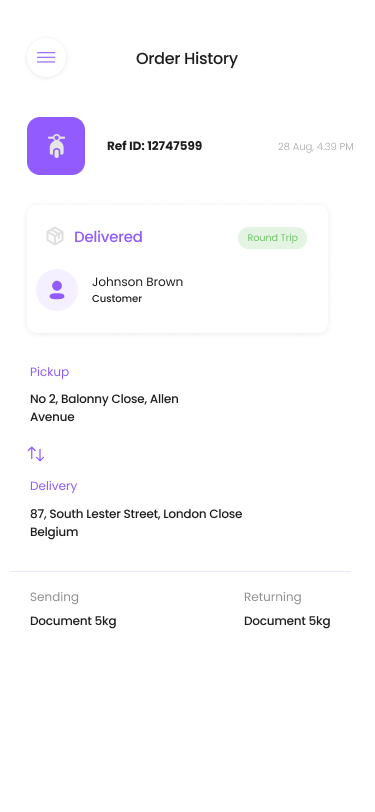 Order History
Ref ID: 12747599
28 Aug, 4.39 PM
Delivered
Round Trip
Johnson Brown
Customer
Pickup
No 2, Balonny Close, Allen
Avenue
Delivery
87, South Lester Street, London Close
Belgium
Sending
Returning
Document 5kg
Document 5kg